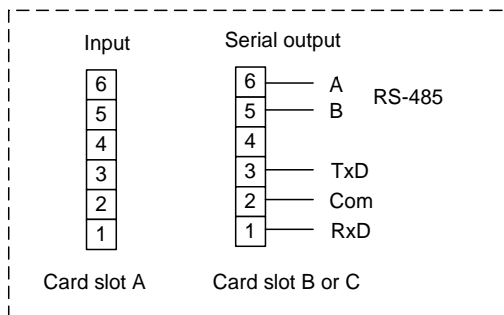 Input Serial output
6 6 A
RS-485
5 5 B
4 4
3 3 TxD
2 2 Com
1 1 RxD
Card slot A Card slot B or C